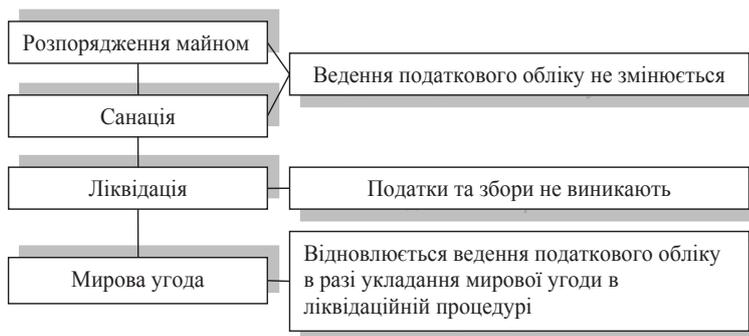 Розпорядження майном
Ведення податкового обліку не змінюється
Санація
Ліквідація
Податки та збори не виникають
Мирова угода
Відновлюється ведення податкового обліку
в разі укладання мирової угоди в
ліквідаційній процедурі